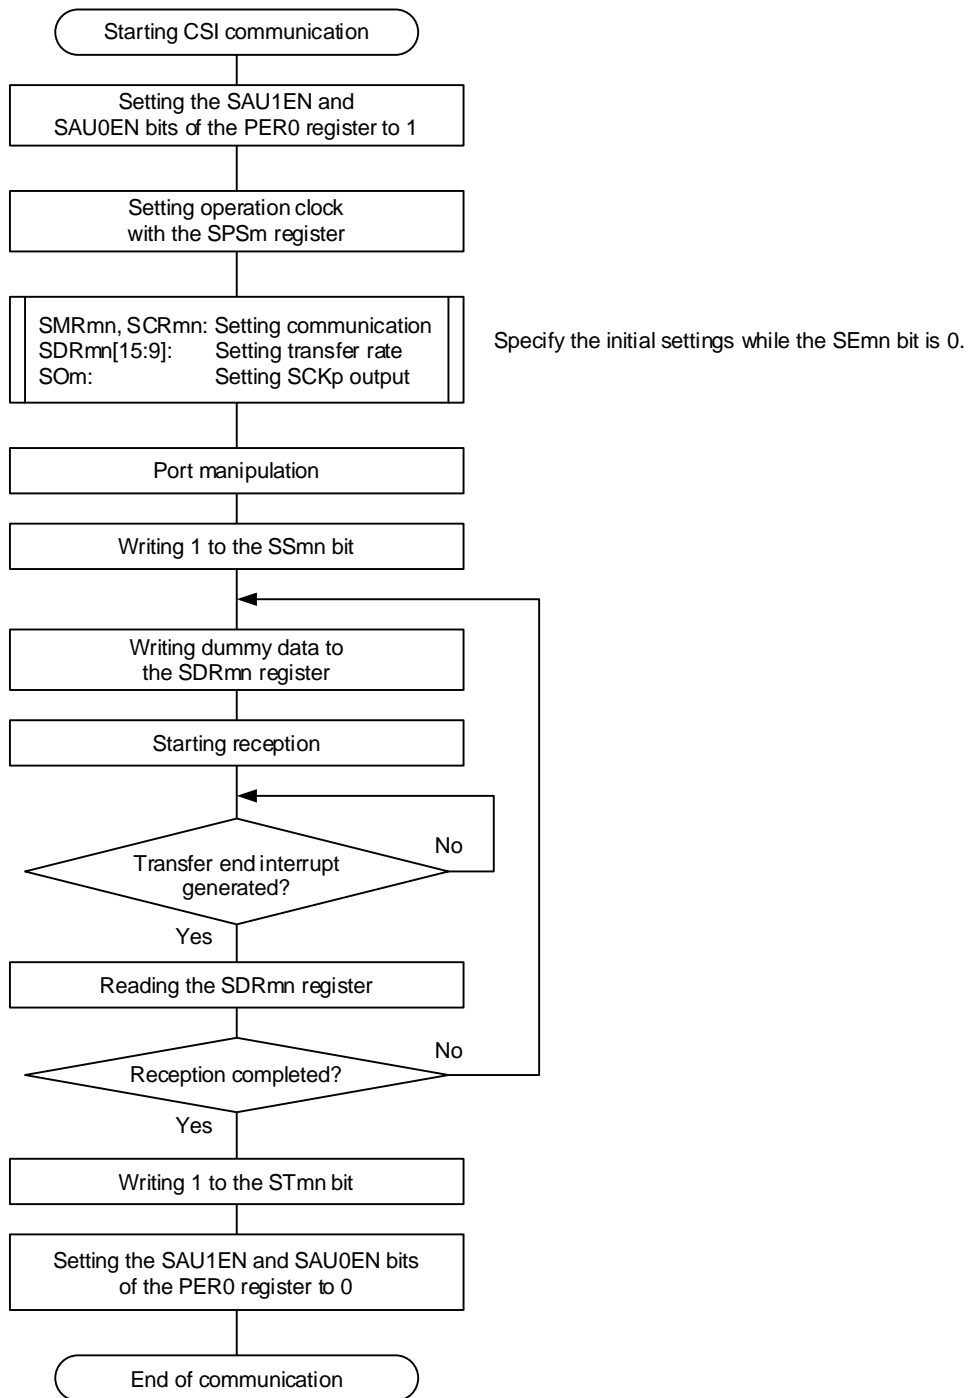 Starting CSI communication
Setting the SAU1EN and
SAU0EN bits of the PER0 register to 1
Setting operation clock
with the SPSm register
SMRmn, SCRmn: Setting communication
SDRmn[15:9]: Setting transfer rate
SOm: Setting SCKp output
Specify the initial settings while the SEmn bit is 0.
Port manipulation
Writing 1 to the SSmn bit
Writing dummy data to
the SDRmn register
Starting reception
No
Transfer end interrupt
generated?
Yes
Reading the SDRmn register
No
Reception completed?
Yes
Writing 1 to the STmn bit
Setting the SAU1EN and SAU0EN bits
of the PER0 register to 0
End of communication